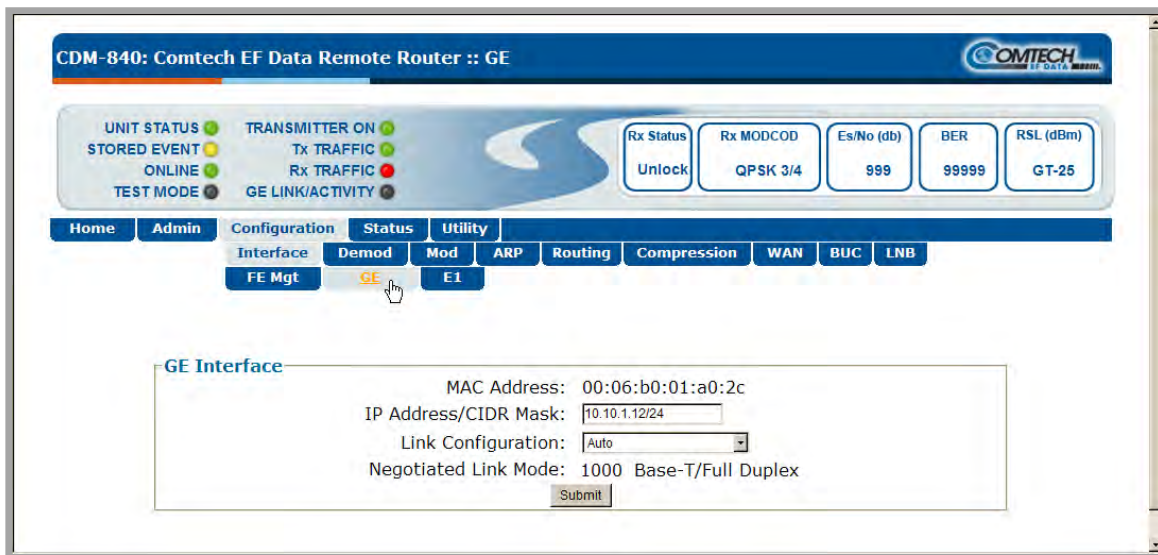 CDM-840: Comtech EF Data Remote Router :: GE
COMTECH
EF DATA
UNIT STATUS
TRANSMITTER ON
STORED EVENT
Tx TRAFFIC
ONLINE
Rx TRAFFIC
TEST MODE
GE LINK/ACTIVITY
Rx Status
Unlock
Rx MODCOD
QPSK 3/4
Es/No (db)
999
BER
99999
RSL (dBm)
GT-25
Home Admin Configuration Status Utility
Interface Demod Mod ARP Routing Compression WAN BUC LNB
FE Mgt GE E1
GE Interface
MAC Address: 00:06:b0:01:a0:2c
IP Address/CIDR Mask: 10.10.1.12/24
Link Configuration: Auto
Negotiated Link Mode: 1000 Base-T/Full Duplex
Submit